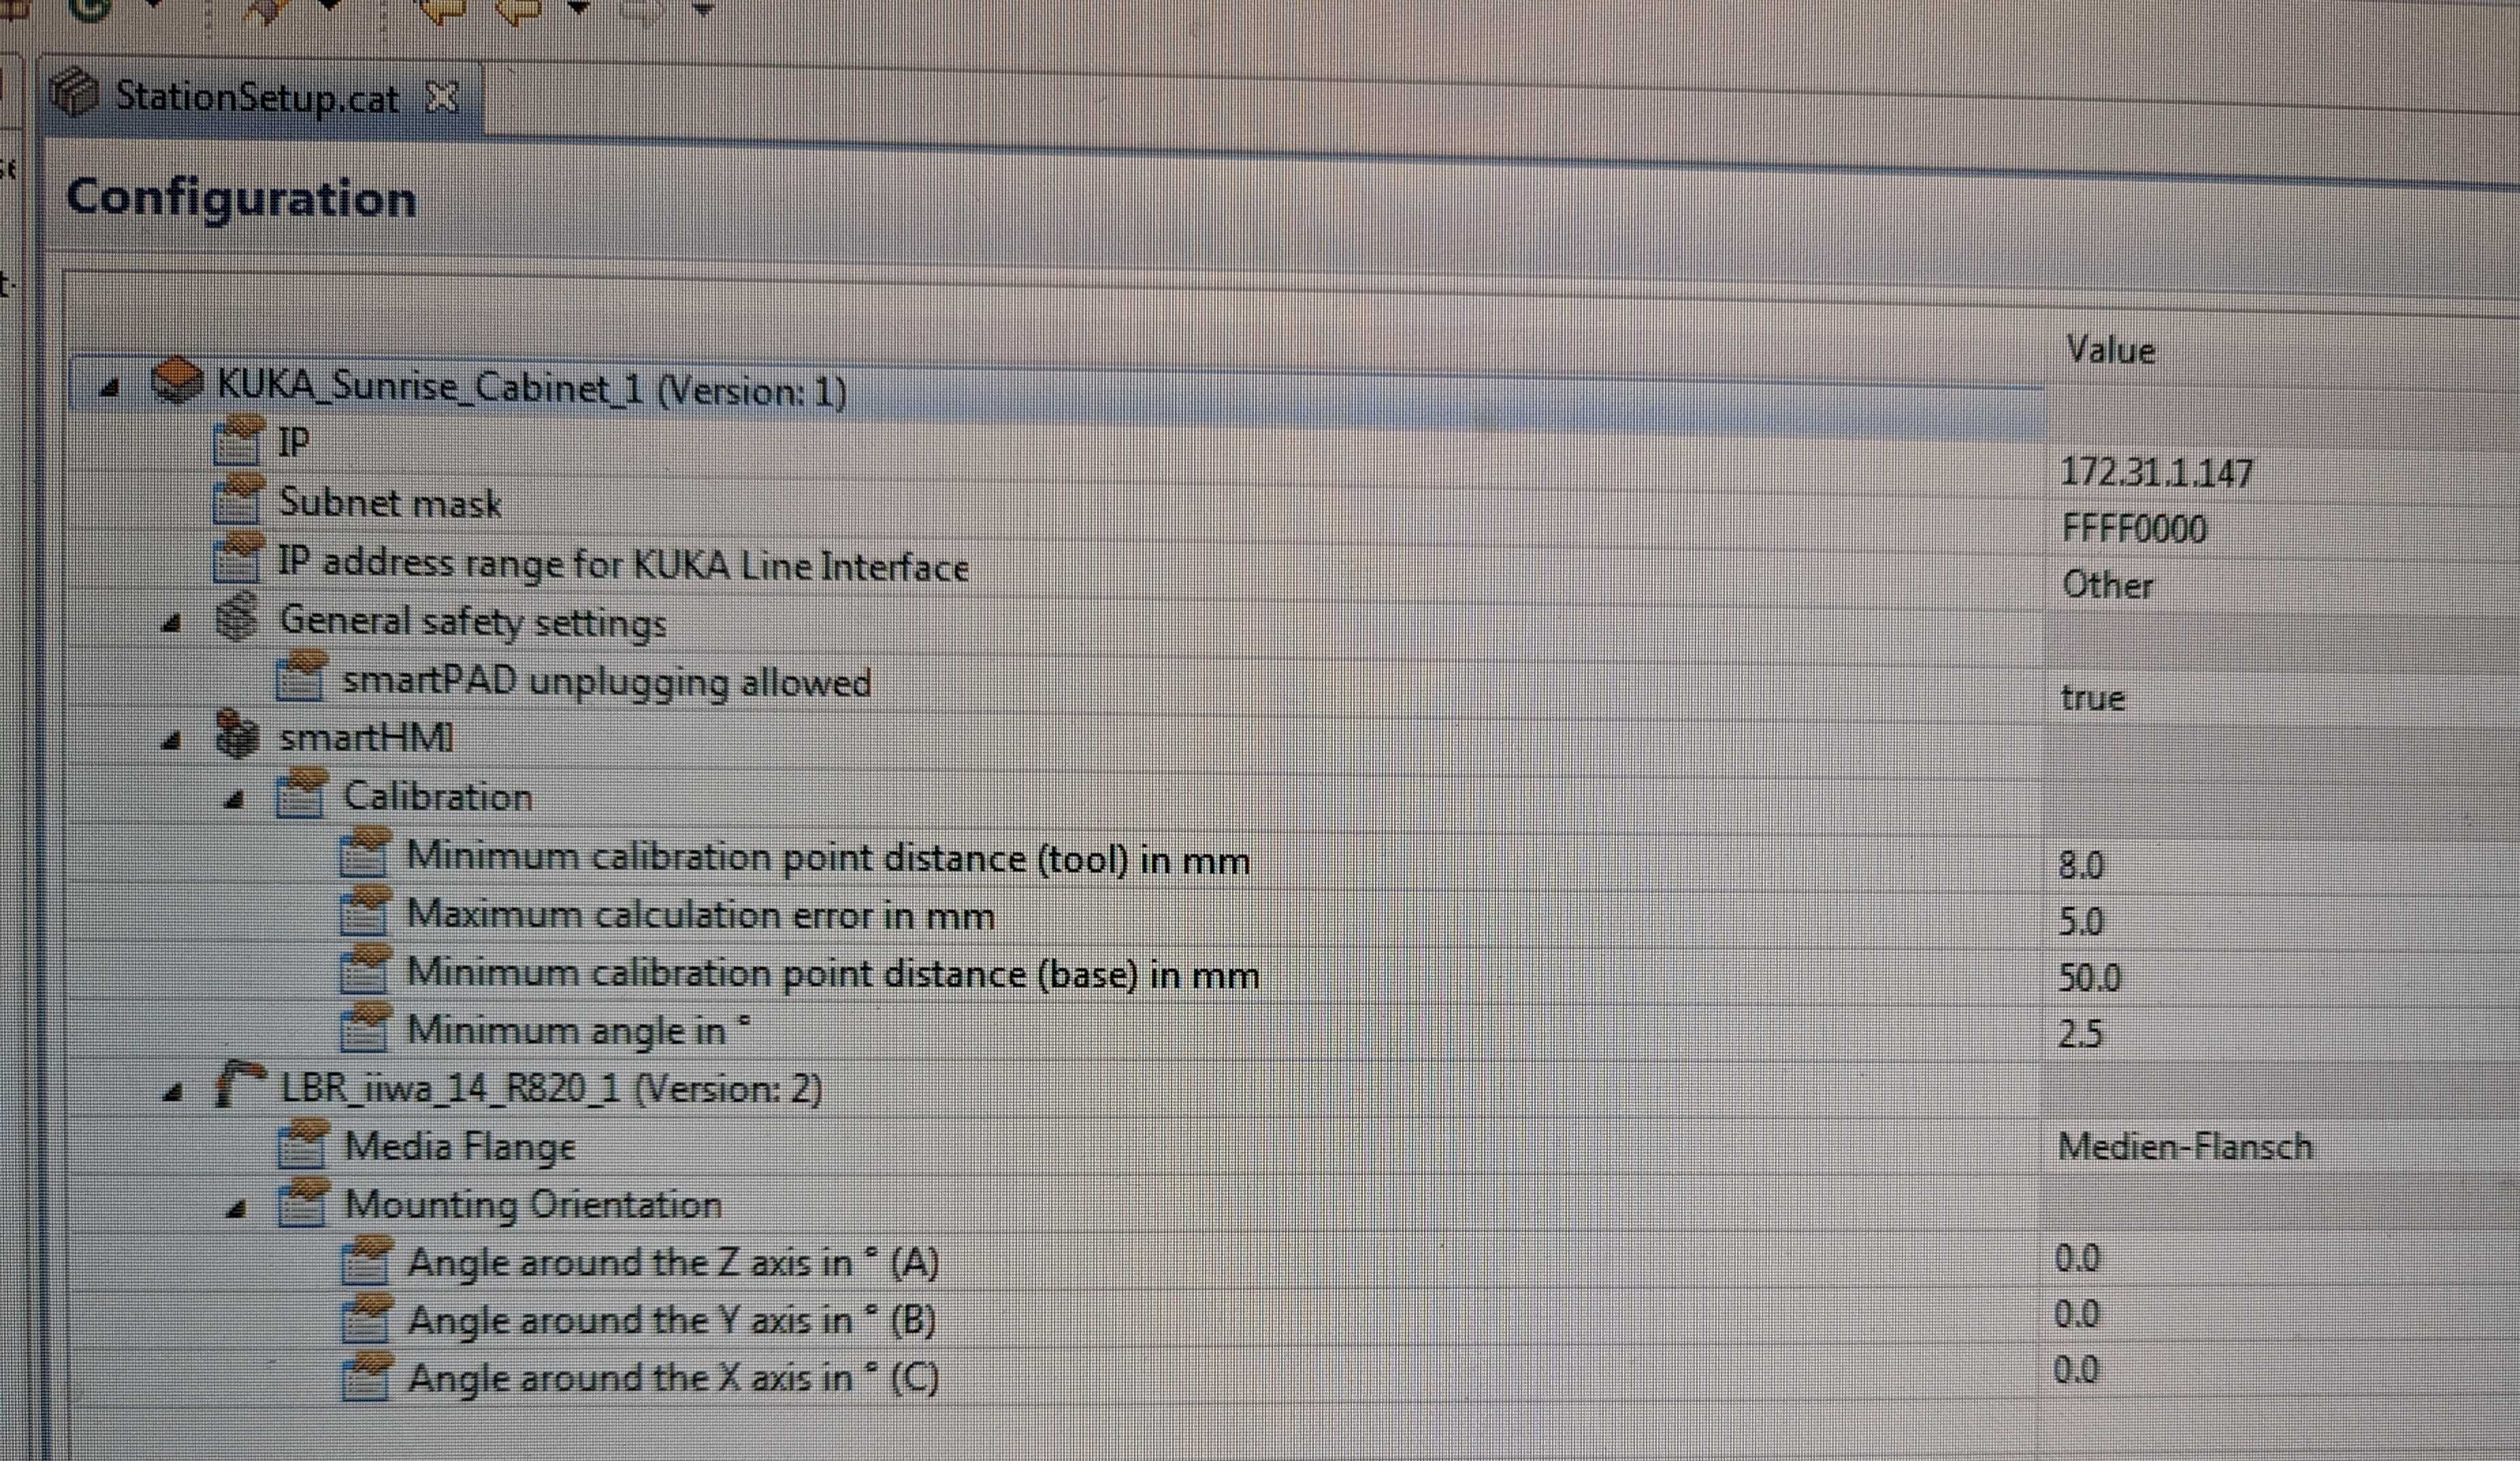 StationSetup.cat
Configuration
Value
KUKA_Sunrise_Cabinet_1 (Version: 1)
IP 172.31.1.147
Subnet mask FFFF0000
IP address range for KUKA Line Interface Other
General safety settings
smartPAD unplugging allowed true
smartHMI
Calibration
Minimum calibration point distance (tool) in mm 8.0
Maximum calculation error in mm 5.0
Minimum calibration point distance (base) in mm 50.0
Minimum angle in ° 2.5
LBR_iiwa_14_R820_1 (Version: 2)
Media Flange Medien-Flansch
Mounting Orientation
Angle around the Z axis in ° (A) 0.0
Angle around the Y axis in ° (B) 0.0
Angle around the X axis in ° (C) 0.0